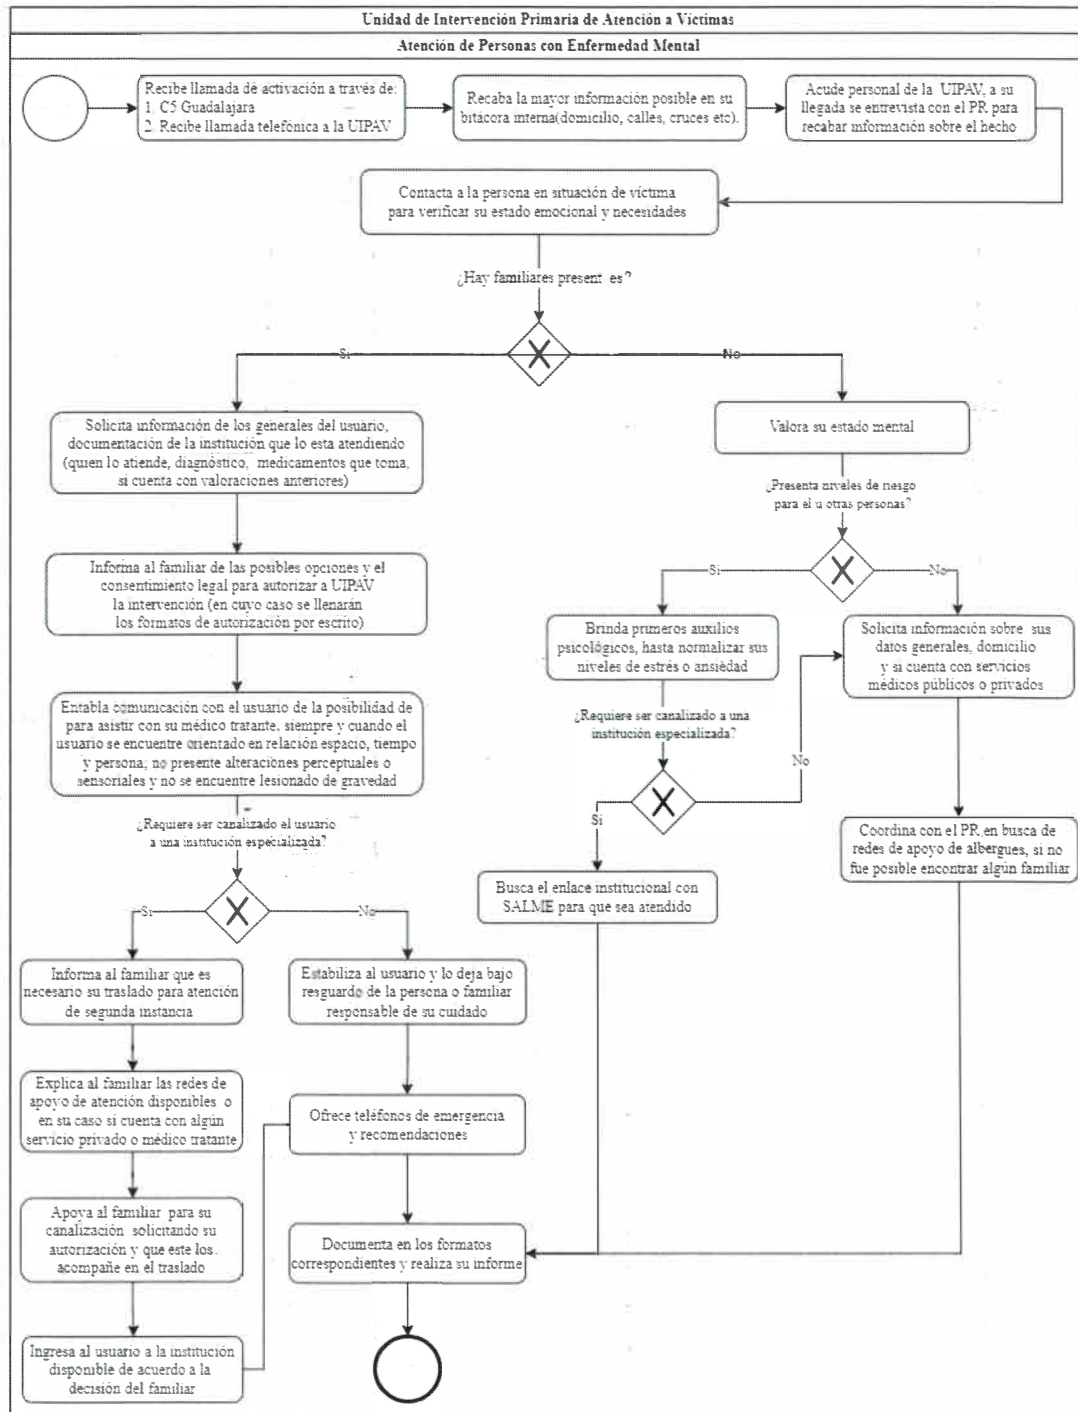 Unidad de Intervención Primaria de Atención a Víctimas
Atención de Personas con Enfermedad Mental
Recibe llamada de activación a través de:
1. C5 Guadalajara
2. Recibe llamada telefónica a la UIPAV
Recaba la mayor información posible en su
bitácora interna(domicilio, calles, cruces etc).
Acude personal de la UIPAV, a su
llegada se entrevista con el PR para
recabar información sobre el hecho
Contacta a la persona en situación de víctima
para verificar su estado emocional y necesidades
¿Hay familiares present es?
Si
No
Solicita información de los generales del usuário,
documentación de la institución que lo esta atendiendo
(quien lo atiende, diagnóstico, medicamentos que toma,
si cuenta con valoraciones anteriores)
Informa al familiar de las posibles opciones y el
consentimiento legal para autorizar a UIPAV
la intervención (en cuyo caso se llenarán
los formatos de autorización por escrito)
Entabla comunicación con el usuario de la posibilidad de
para asistir con su médico tratante, siempre y cuando el
usuario se encuentre orientado en relación espacio, tiempo
y persona; no presente alteraciones perceptuales o
sensoriales y no se encuentre lesionado de gravedad
¿Requiere ser canalizado el usuario
a una institución especializada?
Si
No
Informa al familiar que es
necesario su traslado para atención
de segunda instancia
Explica al familiar las redes de
apoyo de atención disponibles o
en su caso si cuenta con algún
servicio privado o médico tratante
Apoya al familiar para su
canalización solicitando su
autorización y que este los
acompañe en el traslado
Ingresa al usuario a la institución
disponible de acuerdo a la
decisión del familiar
Estabiliza al usuario y lo deja bajo
resguardo de la persona o familiar
responsable de su cuidado
Ofrece teléfonos de emergencia
y recomendaciones
Documenta en los formatos
correspondientes y realiza su informe
Valora su estado mental
¿Presenta niveles de riesgo
para el u otras personas?
Si
No
Brinda primeros auxilios
psicológicos, hasta normalizar sus
niveles de estrés o ansiedad
¿Requiere ser canalizado a una
institución especializada?
Si
No
Busca el enlace institucional con
SALME para que sea atendido
Solicita información sobre sus
datos generales, domicilio
y si cuenta con servicios
médicos públicos o privados
Coordina con el PR en busca de
redes de apoyo de albergues, si no
fue posible encontrar algún familiar